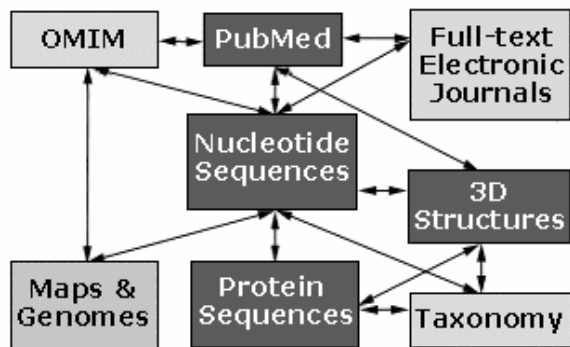 OMIM
PubMed
Full-text
Electronic
Journals
Nucleotide
Sequences
3D
Structures
Maps &
Genomes
Protein
Sequences
Taxonomy